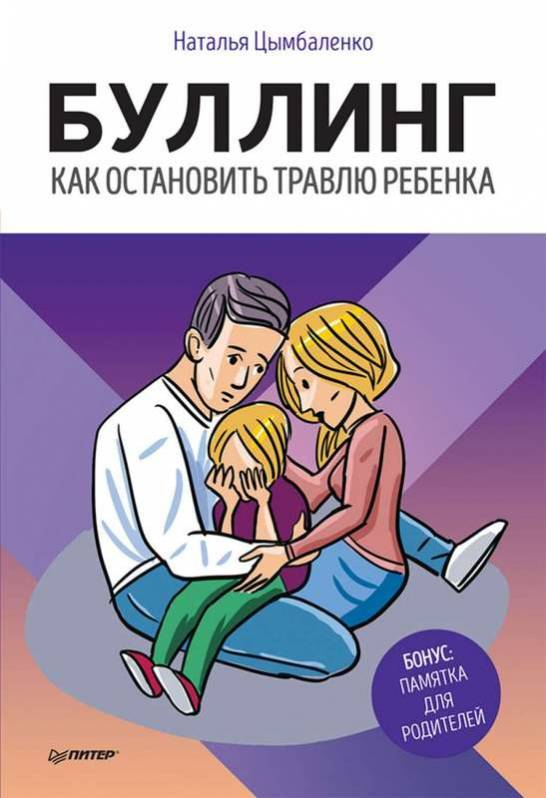 Наталья Цымбаленко
БУЛЛИНГ
КАК ОСТАНОВИТЬ ТРАВЛЮ РЕБЕНКА
БОНУС:
ПАМЯТКА
ДЛЯ
РОДИТЕЛЕЙ
ПИТЕР®